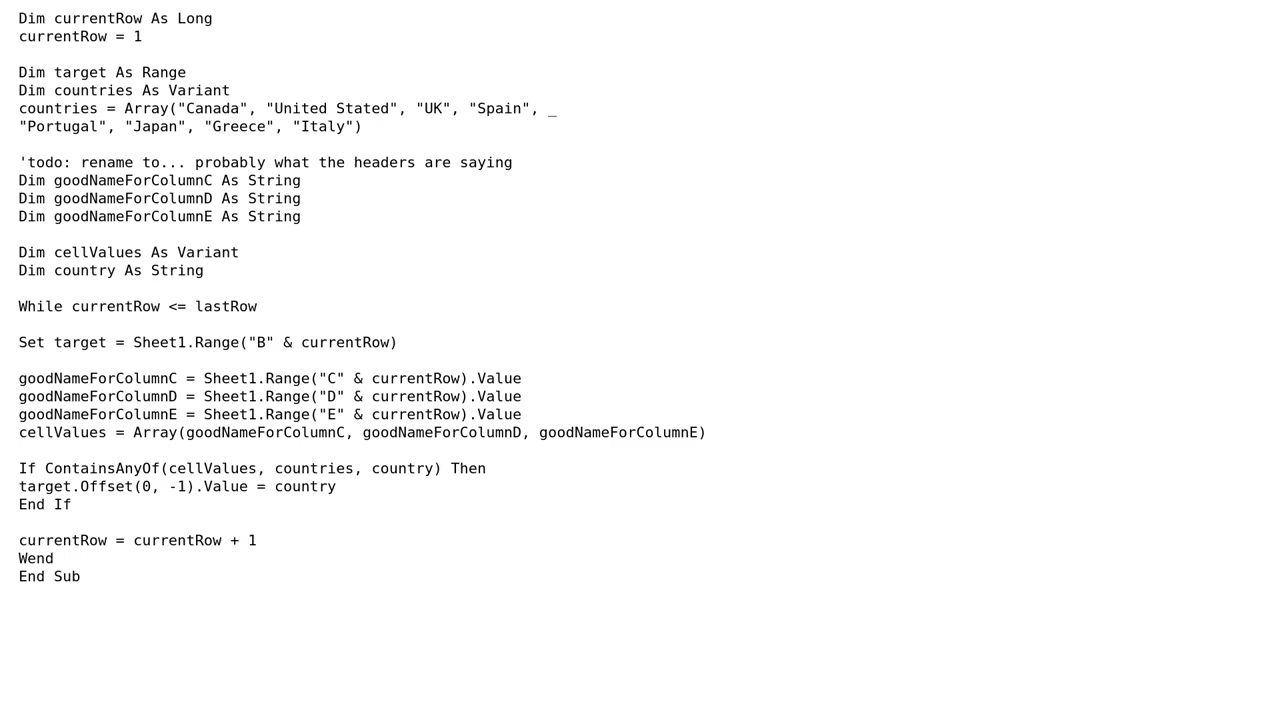 Dim currentRow As Long
currentRow = 1
Dim target As Range
Dim countries As Variant
countries = Array("Canada", "United Stated", "UK", "Spain", _
"Portugal", "Japan", "Greece", "Italy")
'todo: rename to... probably what the headers are saying
Dim goodNameForColumnC As String
Dim goodNameForColumnD As String
Dim goodNameForColumnE As String
Dim cellValues As Variant
Dim country As String
While currentRow <= lastRow
Set target = Sheet1.Range("B" & currentRow)
goodNameForColumnC = Sheet1.Range("C" & currentRow).Value
goodNameForColumnD = Sheet1.Range("D" & currentRow).Value
goodNameForColumnE = Sheet1.Range("E" & currentRow).Value
cellValues = Array(goodNameForColumnC, goodNameForColumnD, goodNameForColumnE)
If ContainsAnyOf(cellValues, countries, country) Then
target.Offset(0, -1).Value = country
End If
currentRow = currentRow + 1
Wend
End Sub